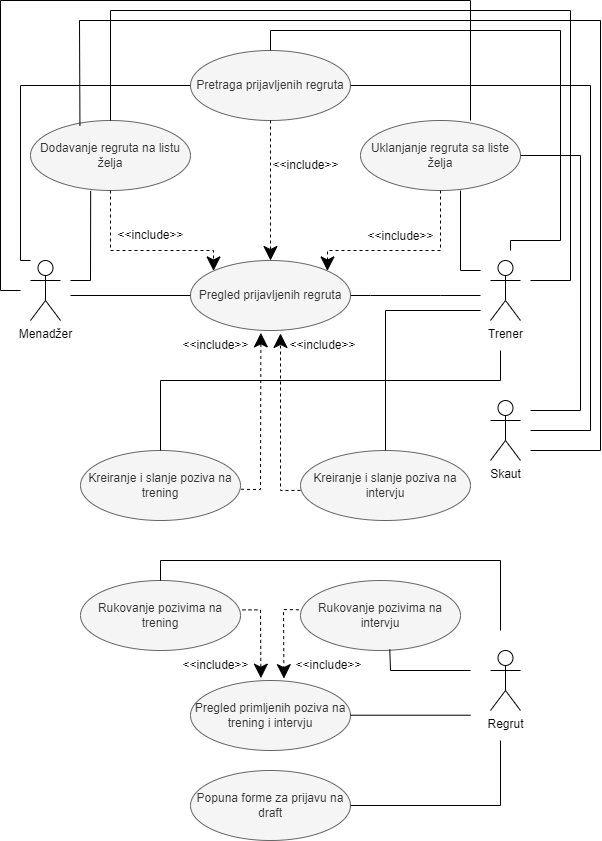 Pretraga prijavljenih regruta
Dodavanje regruta na listu
želja
Uklanjanje regruta sa liste
želja
<<include>>
<<include>>
<<include>>
Pregled prijavljenih regruta
Menadžer
Trener
<<include>>
<<include>>
Kreiranje i slanje poziva na
trening
Kreiranje i slanje poziva na
intervju
Skaut
Rukovanje pozivima na
trening
Rukovanje pozivima na
intervju
<<include>>
<<include>>
Pregled primljenih poziva na
trening i intervju
Regrut
Popuna forme za prijavu na
draft